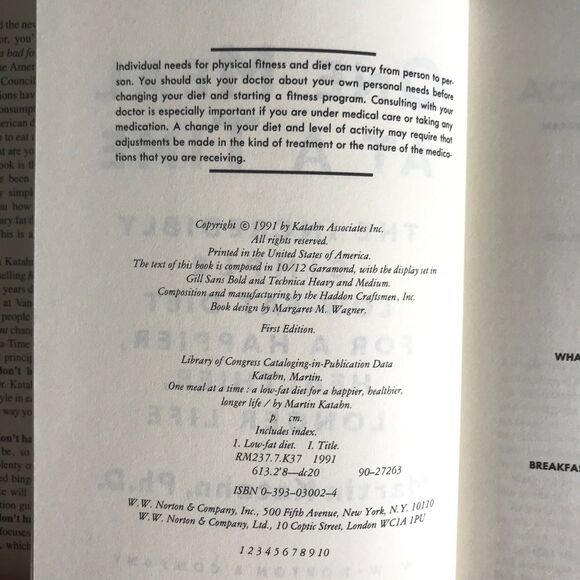 Individual needs for physical fitness and diet can vary from person to per-
son. You should ask your doctor about your own personal needs before
changing your diet and starting a fitness program. Consulting with your
doctor is especially important if you are under medical care or taking any
medication. A change in your diet and level of activity may require that
adjustments be made in the kind of treatment or the nature of the medica-
tions that you are receiving.
Copyright © 1991 by Katahn Associates Inc.
All rights reserved.
Printed in the United States of America.
The text of this book is composed in 10/12 Garamond, with the display set in
Gill Sans Bold and Technica Heavy and Medium.
Composition and manufacturing by the Haddon Craftsmen, Inc.
Book design by Margaret M. Wagner.
First Edition.
Library of Congress Cataloging-in-Publication Data
Katahn, Martin.
One meal at a time : a low-fat diet for a happier, healthier,
longer life / by Martin Katahn.
p. cm.
Includes index.
1. Low-fat diet. I. Title.
RM237.7.K37 1991
613.2'8—dc20 90-27263
ISBN 0-393-03002-4
W. W. Norton & Company, Inc., 500 Fifth Avenue, New York, N.Y. 10110
W. W. Norton & Company, Ltd., 10 Coptic Street, London WC1A 1PU
1 2 3 4 5 6 7 8 9 0
WHA
BREAKFAS